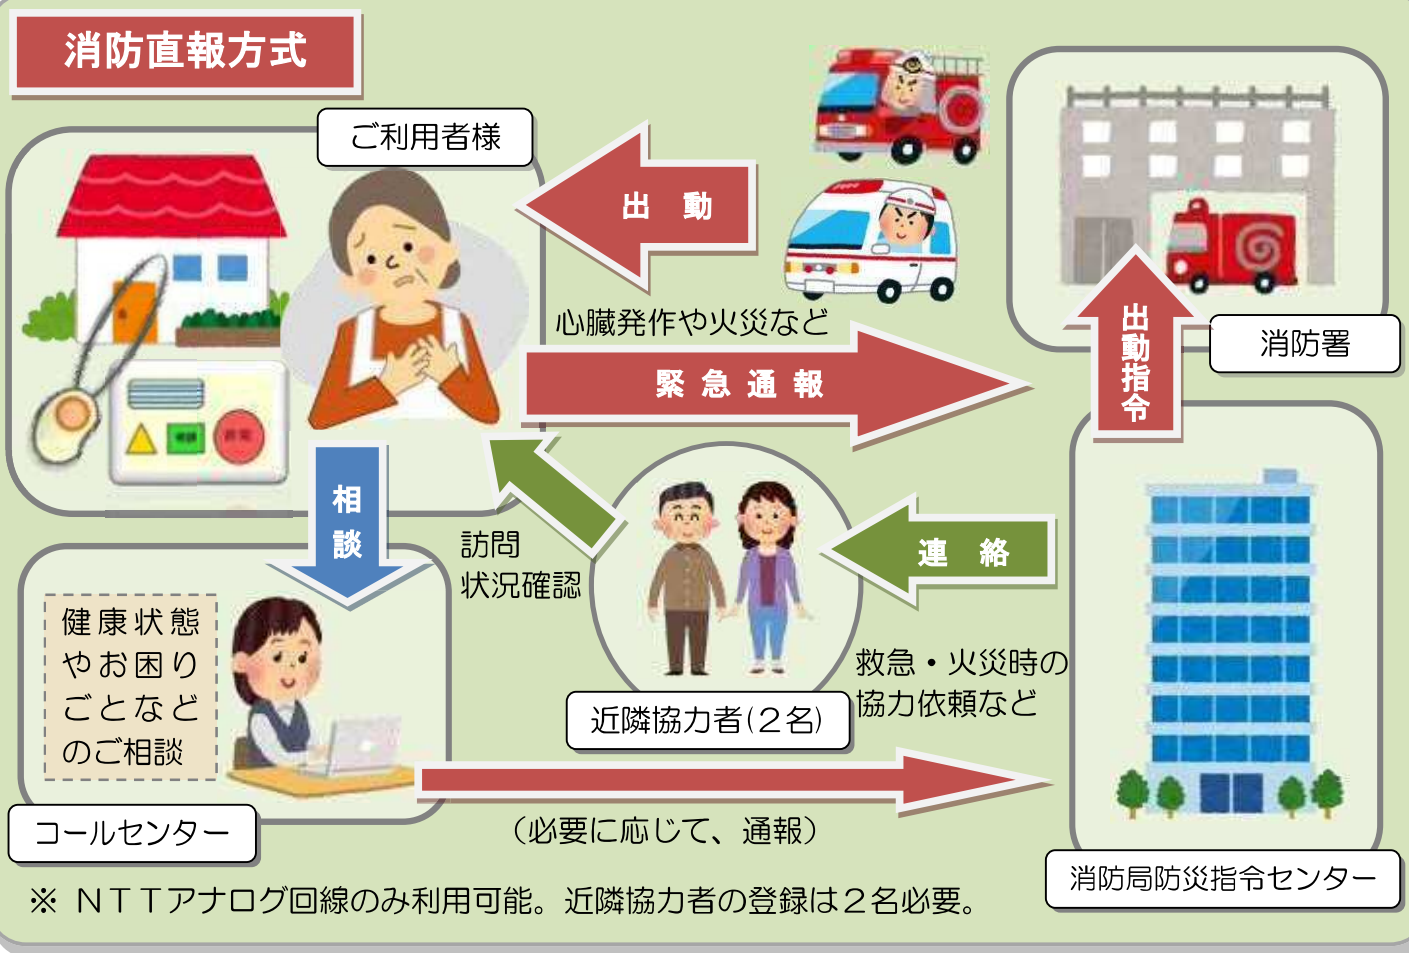 消防直報方式
ご利用者様
出 動
心臓発作や火災など
緊急通報
出動指令
消防署
相談
訪問
状況確認
連 絡
健康状態
やお困り
ごとなど
のご相談
救急・火災時の
協力依頼など
近隣協力者(2名)
コールセンター
(必要に応じて、通報)
消防局防災指令センター
※ NTTアナログ回線のみ利用可能。近隣協力者の登録は2名必要。